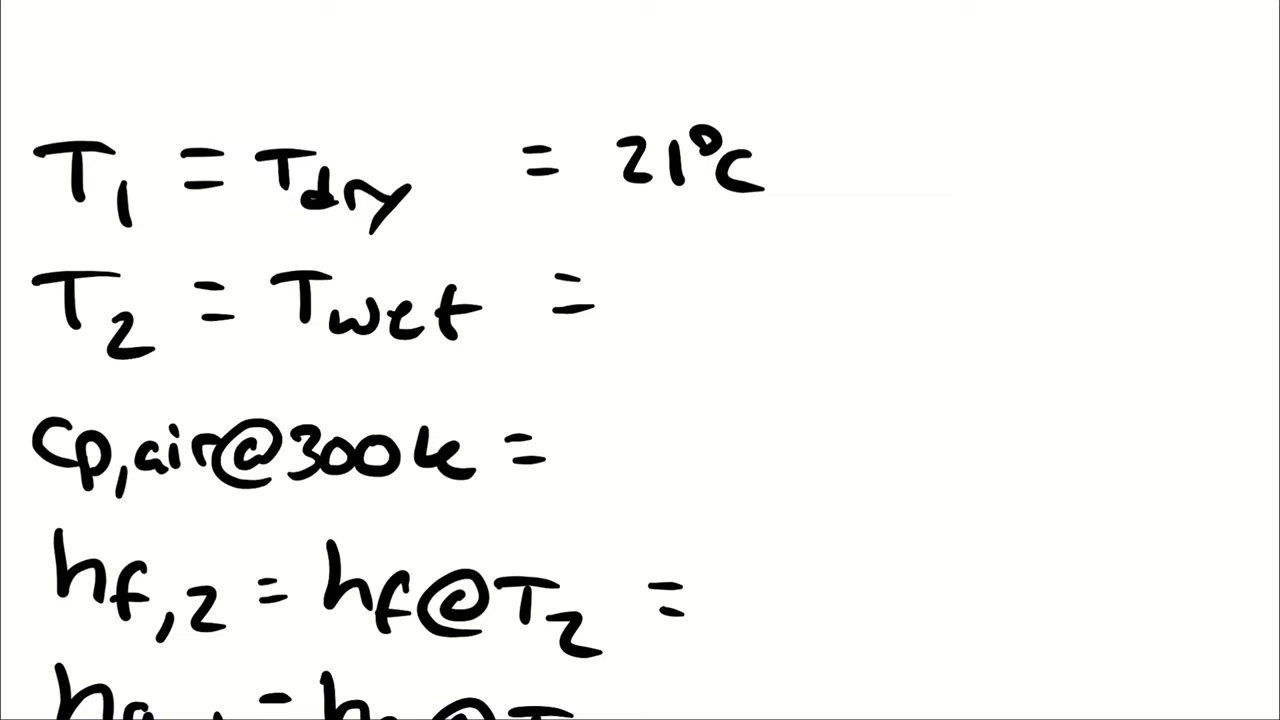 T1 = Tdry = 21°C
T2 = Twet =
Cp,air@300k =
hf,2 = hf@T2 =